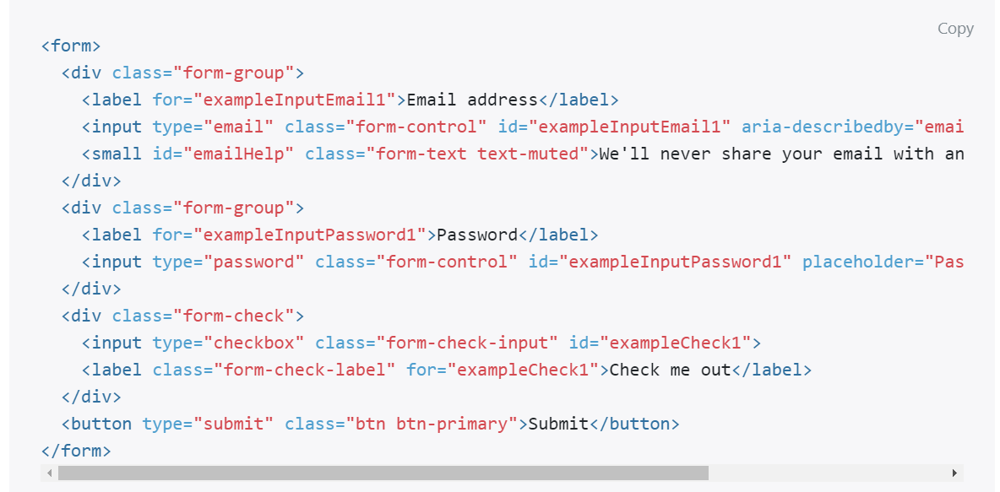 Copy
<form>
  <div class="form-group">
    <label for="exampleInputEmail1">Email address</label>
    <input type="email" class="form-control" id="exampleInputEmail1" aria-describedby="emai
    <small id="emailHelp" class="form-text text-muted">We'll never share your email with an
  </div>
  <div class="form-group">
    <label for="exampleInputPassword1">Password</label>
    <input type="password" class="form-control" id="exampleInputPassword1" placeholder="Pas
  </div>
  <div class="form-check">
    <input type="checkbox" class="form-check-input" id="exampleCheck1">
    <label class="form-check-label" for="exampleCheck1">Check me out</label>
  </div>
  <button type="submit" class="btn btn-primary">Submit</button>
</form>